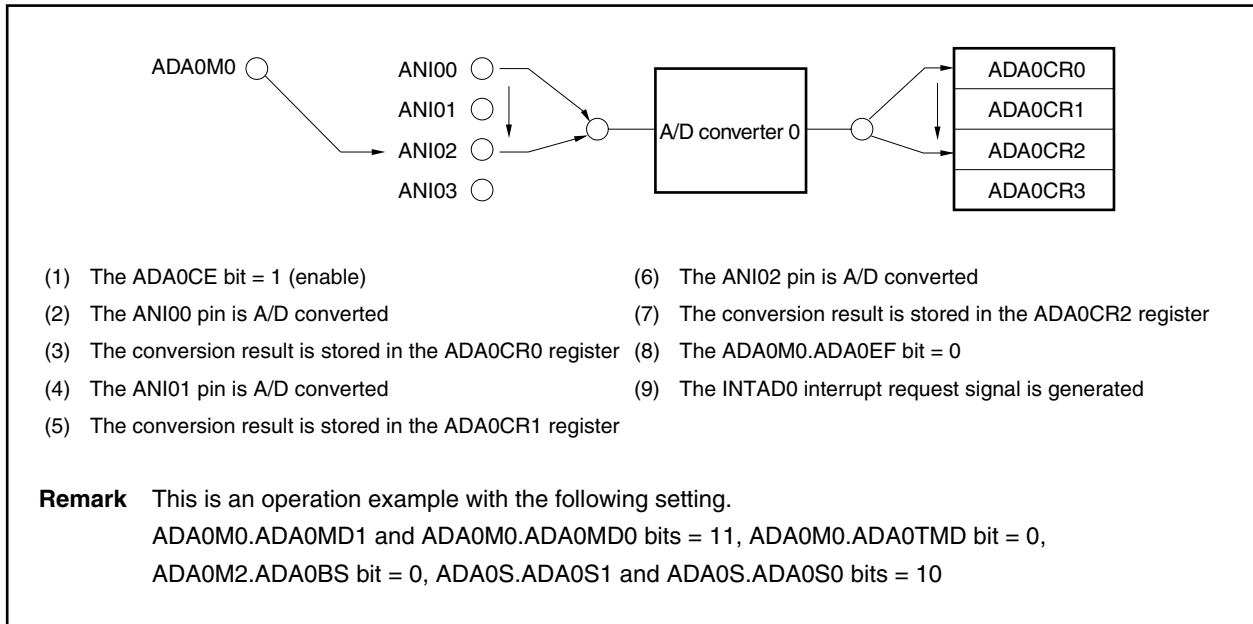 ADA0M0
ANI00
ANI01
ANI02
ANI03
A/D converter 0
ADA0CR0
ADA0CR1
ADA0CR2
ADA0CR3
(1) The ADA0CE bit = 1 (enable)
(2) The ANI00 pin is A/D converted
(3) The conversion result is stored in the ADA0CR0 register
(4) The ANI01 pin is A/D converted
(5) The conversion result is stored in the ADA0CR1 register
(6) The ANI02 pin is A/D converted
(7) The conversion result is stored in the ADA0CR2 register
(8) The ADA0M0.ADA0EF bit = 0
(9) The INTAD0 interrupt request signal is generated
Remark This is an operation example with the following setting.
ADA0M0.ADA0MD1 and ADA0M0.ADA0MD0 bits = 11, ADA0M0.ADA0TMD bit = 0,
ADA0M2.ADA0BS bit = 0, ADA0S.ADA0S1 and ADA0S.ADA0S0 bits = 10